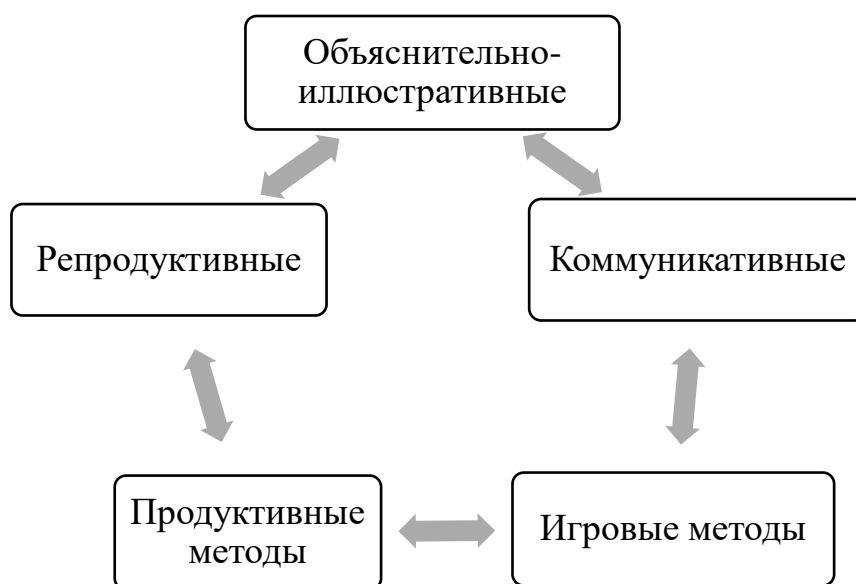 Объяснительно-
иллюстративные
Репродуктивные
Коммуникативные
Продуктивные
методы
Игровые методы